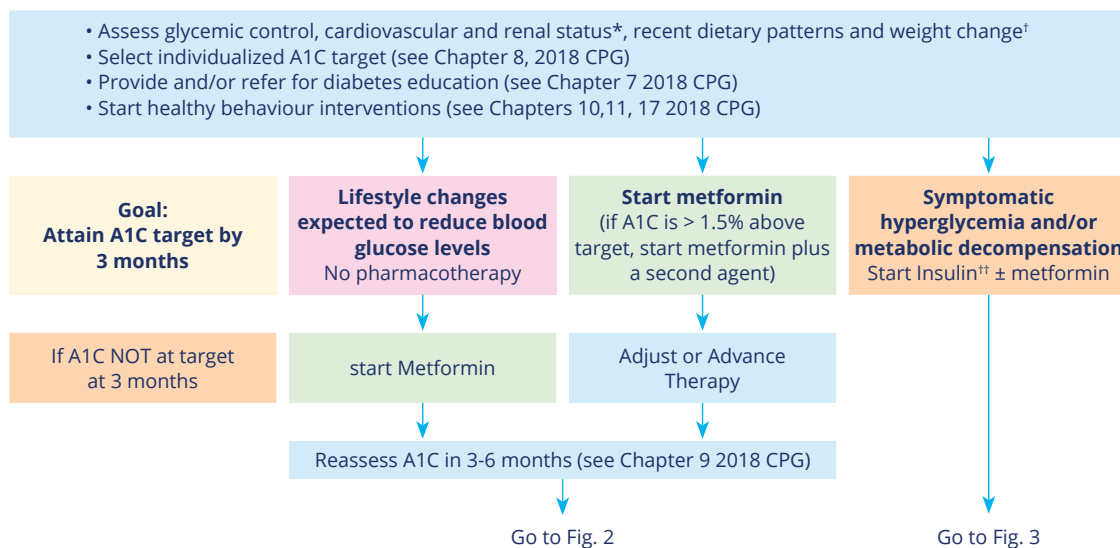 • Assess glycemic control, cardiovascular and renal status*, recent dietary patterns and weight change†
• Select individualized A1C target (see Chapter 8, 2018 CPG)
• Provide and/or refer for diabetes education (see Chapter 7 2018 CPG)
• Start healthy behaviour interventions (see Chapters 10,11, 17 2018 CPG)
Goal:
Attain A1C target by
3 months
Lifestyle changes
expected to reduce blood
glucose levels
No pharmacotherapy
Start metformin
(if A1C is > 1.5% above
target, start metformin plus
a second agent)
Symptomatic
hyperglycemia and/or
metabolic decompensation
Start Insulin†† ± metformin
If A1C NOT at target
at 3 months
start Metformin
Adjust or Advance
Therapy
Reassess A1C in 3-6 months (see Chapter 9 2018 CPG)
Go to Fig. 2
Go to Fig. 3